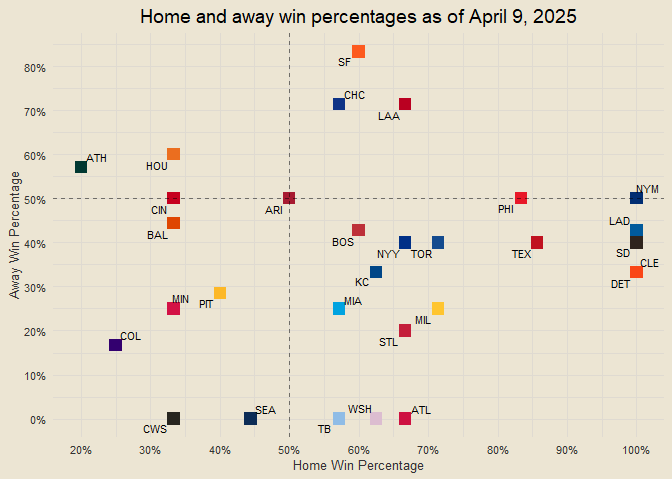 Home and away win percentages as of April 9, 2025
Away Win Percentage
80%
70%
60%
50%
40%
30%
20%
10%
0%
SF
CHC
LAA
ATH
HOU
NYM
CIN
ARI
PHI
BAL
LAD
BOS
NYY
TOR
TEX
SD
CLE
KC
DET
MIN
PIT
MIA
MIL
COL
STL
SEA
WSH
ATL
CWS
TB
20%
30%
40%
50%
60%
70%
80%
90%
100%
Home Win Percentage